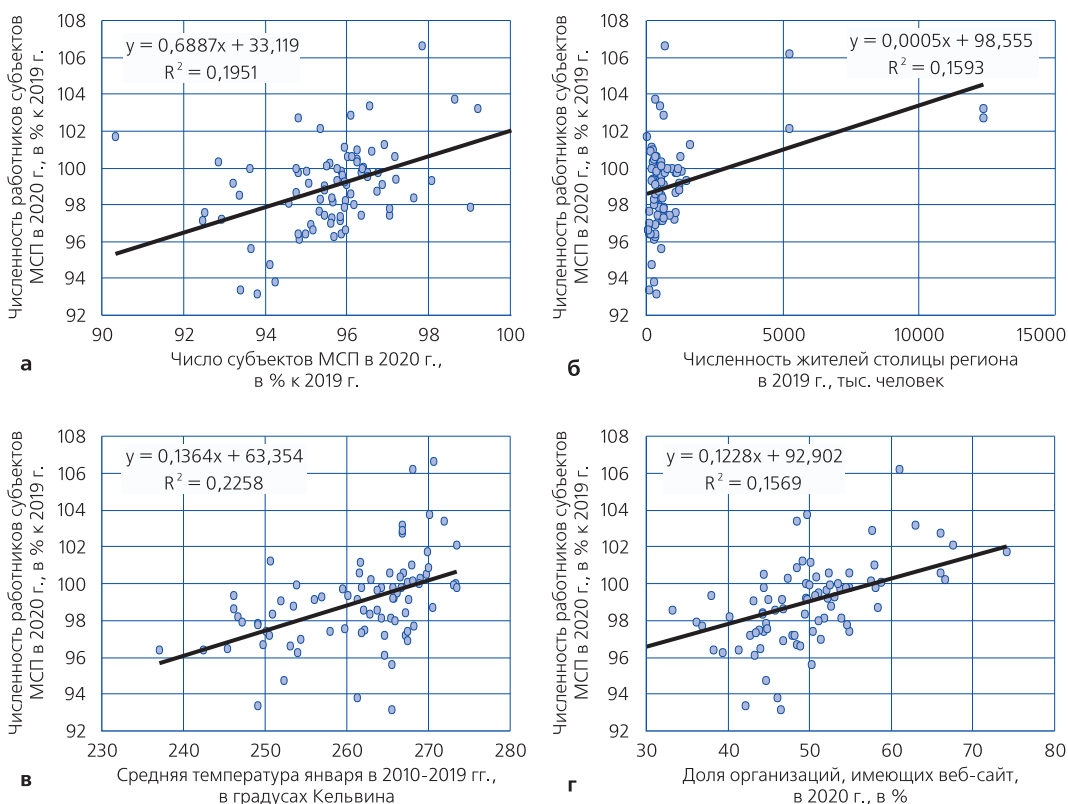 Численность работников субъектов
МСП в 2020 г., в % к 2019 г.
108
106
104
102
100
98
96
94
92
y = 0,6887x + 33,119
R² = 0,1951
90
92
94
96
98
100
Число субъектов МСП в 2020 г.,
в % к 2019 г.
а
Численность работников субъектов
МСП в 2020 г., в % к 2019 г.
108
106
104
102
100
98
96
94
92
y = 0,0005x + 98,555
R² = 0,1593
0
5000
10000
15000
Численность жителей столицы региона
в 2019 г., тыс. человек
б
Численность работников субъектов
МСП в 2020 г., в % к 2019 г.
108
106
104
102
100
98
96
94
92
y = 0,1364x + 63,354
R² = 0,2258
230
240
250
260
270
280
Средняя температура января в 2010-2019 гг.,
в градусах Кельвина
в
Численность работников субъектов
МСП в 2020 г., в % к 2019 г.
108
106
104
102
100
98
96
94
92
y = 0,1228x + 92,902
R² = 0,1569
30
40
50
60
70
80
Доля организаций, имеющих веб-сайт,
в 2020 г., в %
г